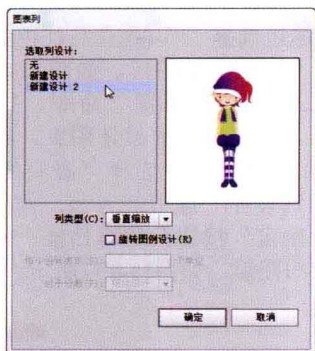 图表列
选取列设计:
无
新建设计
新建设计 2
列类型(C): 垂直缩放
旋转图例设计(R)
确定
取消